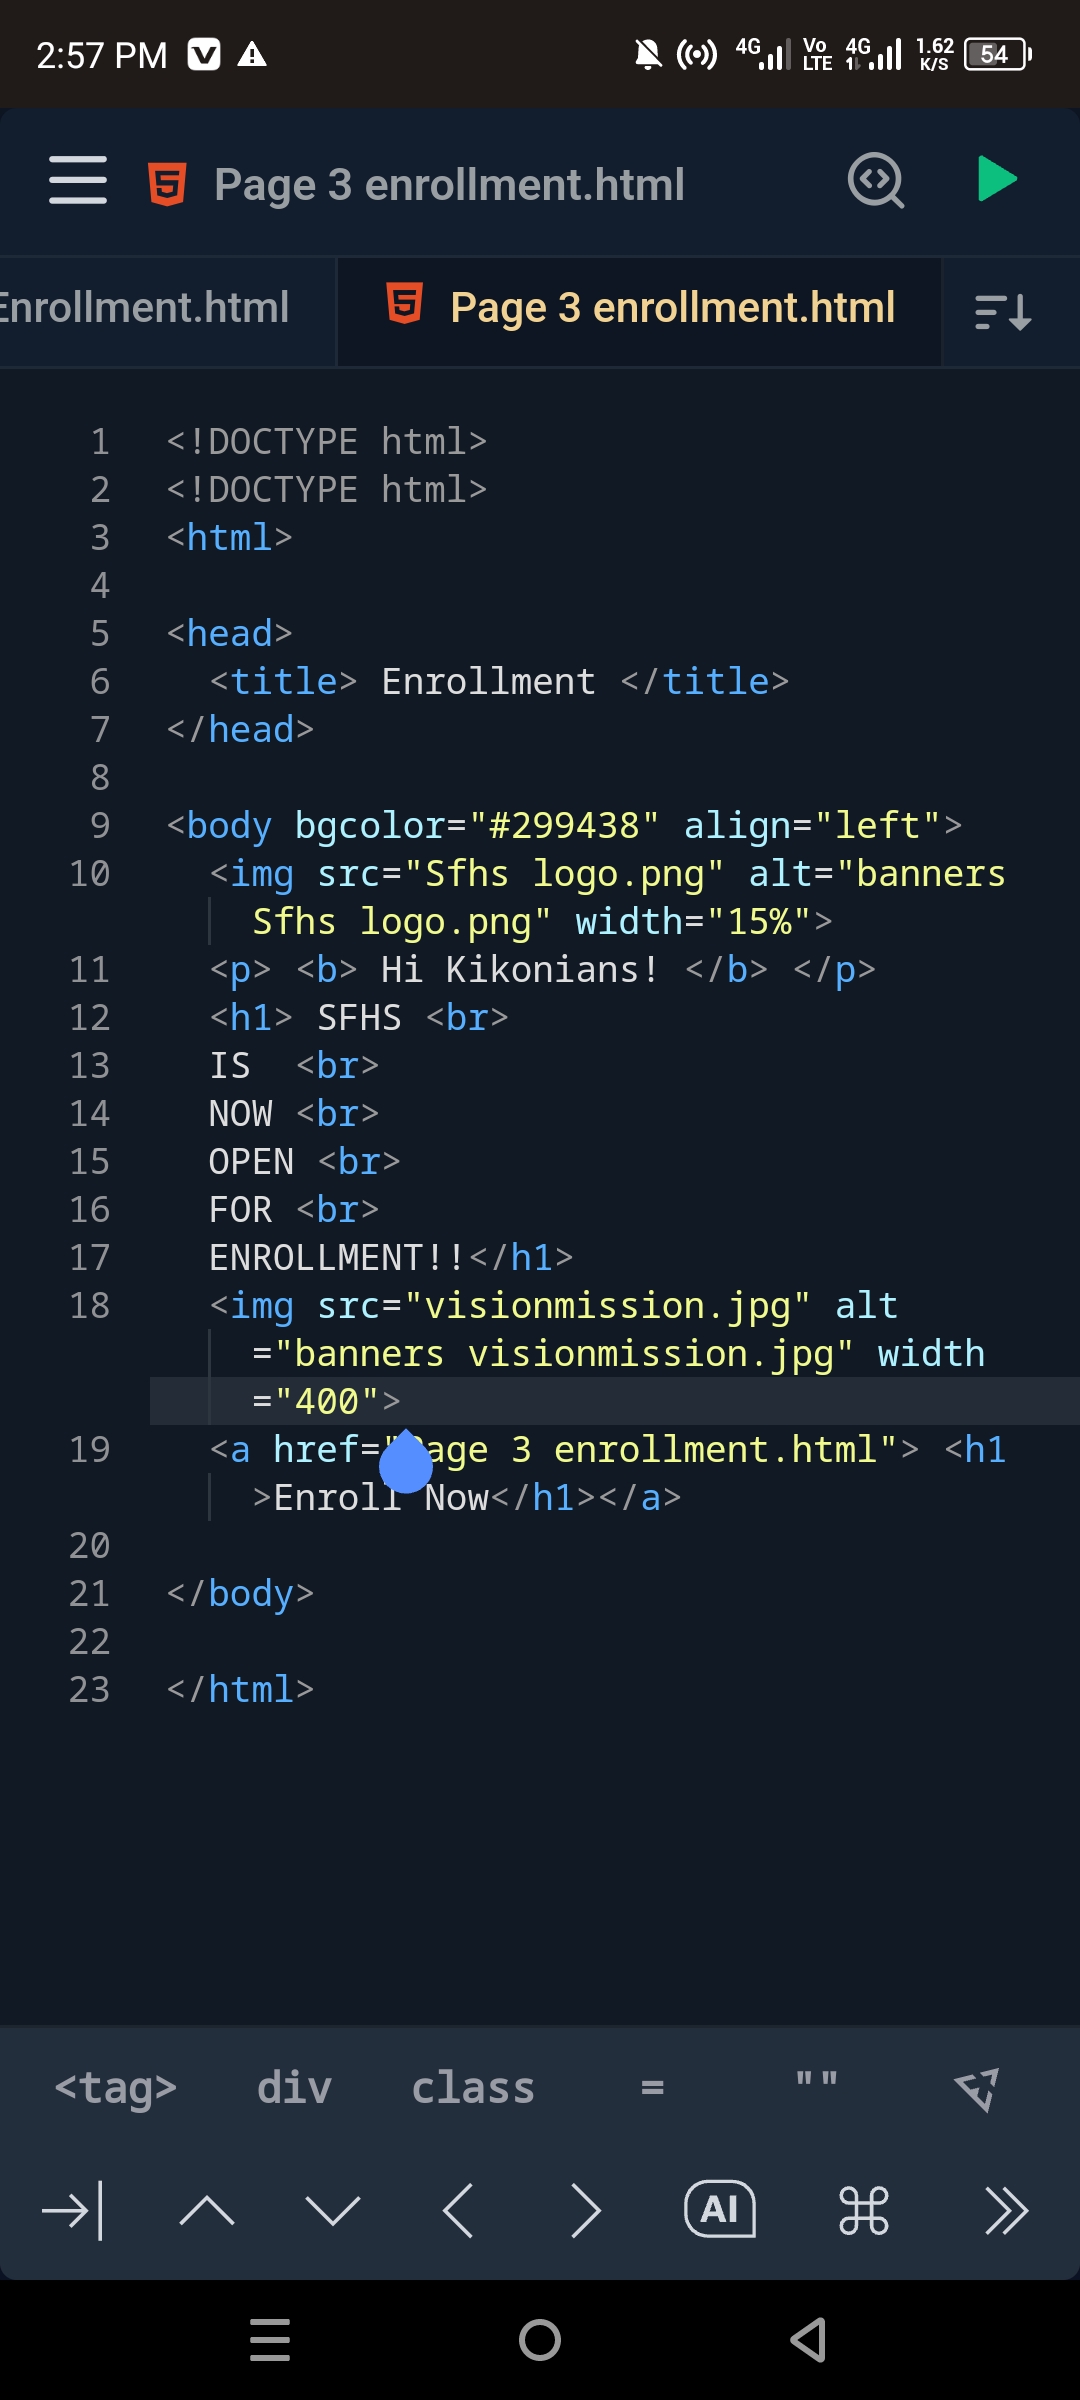 2:57 PM
4G Vo LTE 4G 1.62 K/S 54
Page 3 enrollment.html
Enrollment.html Page 3 enrollment.html
1 <!DOCTYPE html>
2 <!DOCTYPE html>
3 <html>
4
5 <head>
6 <title> Enrollment </title>
7 </head>
8
9 <body bgcolor="#299438" align="left">
10 <img src="Sfhs logo.png" alt="banners
Sfhs logo.png" width="15%">
11 <p> <b> Hi Kikonians! </b> </p>
12 <h1> SFHS <br>
13 IS  <br>
14 NOW <br>
15 OPEN <br>
16 FOR <br>
17 ENROLLMENT!!</h1>
18 <img src="visionmission.jpg" alt
="banners visionmission.jpg" width
="400">
19 <a href="Page 3 enrollment.html"> <h1
>Enroll Now</h1></a>
20
21 </body>
22
23 </html>
<tag> div class = ""
AI